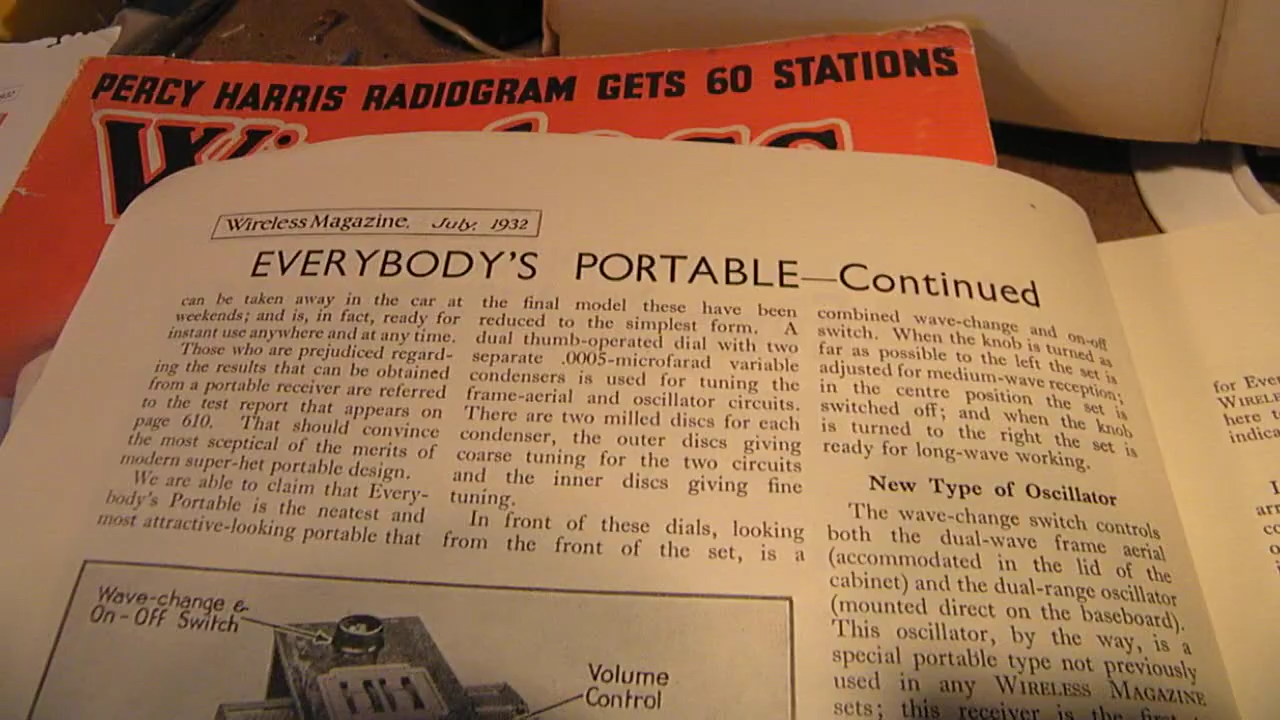 PERCY HARRIS RADIOGRAM GETS 60 STATIONS
Wireless Magazine, July, 1932
EVERYBODY'S PORTABLE—Continued
can be taken away in the car at
weekends; and is, in fact, ready for
instant use anywhere and at any time.
Those who are prejudiced regard-
ing the results that can be obtained
from a portable receiver are referred
to the test report that appears on
page 610. That should convince
the most sceptical of the merits of
modern super-het portable design.
We are able to claim that Every-
body's Portable is the neatest and
most attractive-looking portable that
the final model these have been
reduced to the simplest form. A
dual thumb-operated dial with two
separate .0005-microfarad variable
condensers is used for tuning the
frame-aerial and oscillator circuits.
There are two milled discs for each
condenser, the outer discs giving
coarse tuning for the two circuits
and the inner discs giving fine
tuning.
In front of these dials, looking
from the front of the set, is a
combined wave-change and on-off
switch. When the knob is turned as
far as possible to the left the set is
adjusted for medium-wave reception;
in the centre position the set is
switched off; and when the knob
is turned to the right the set is
ready for long-wave working.
New Type of Oscillator
The wave-change switch controls
both the dual-wave frame aerial
(accommodated in the lid of the
cabinet) and the dual-range oscillator
(mounted direct on the baseboard).
This oscillator, by the way, is a
special portable type not previously
used in any WIRELESS MAGAZINE
sets; this receiver is the
Wave-change &
On-OFF Switch
Volume
Control
for
here